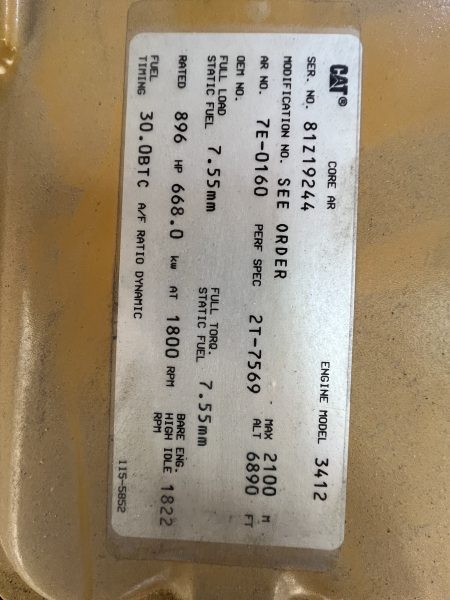 CAT® CORE AR ENGINE MODEL 3412
SER. NO. 81Z19244
MODIFICATION NO. SEE ORDER MAX 2100 M
AR NO. 7E-0160 PERF SPEC 2T-7569 ALT 6890 FT
OEM NO.
FULL LOAD FULL TORQ.
STATIC FUEL 7.55mm STATIC FUEL 7.55mm
RATED 896 HP 668.0 kw AT 1800 RPM BARE ENG. HIGH IDLE 1822 RPM
FUEL
TIMING 30.0BTC A/F RATIO DYNAMIC
115-5852